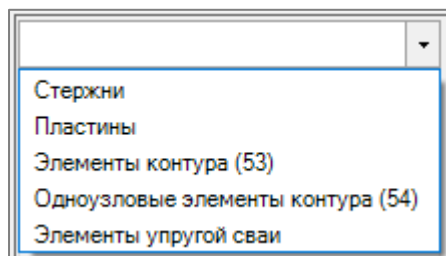 Стержни
Пластины
Элементы контура (53)
Одноузловые элементы контура (54)
Элементы упругой сваи